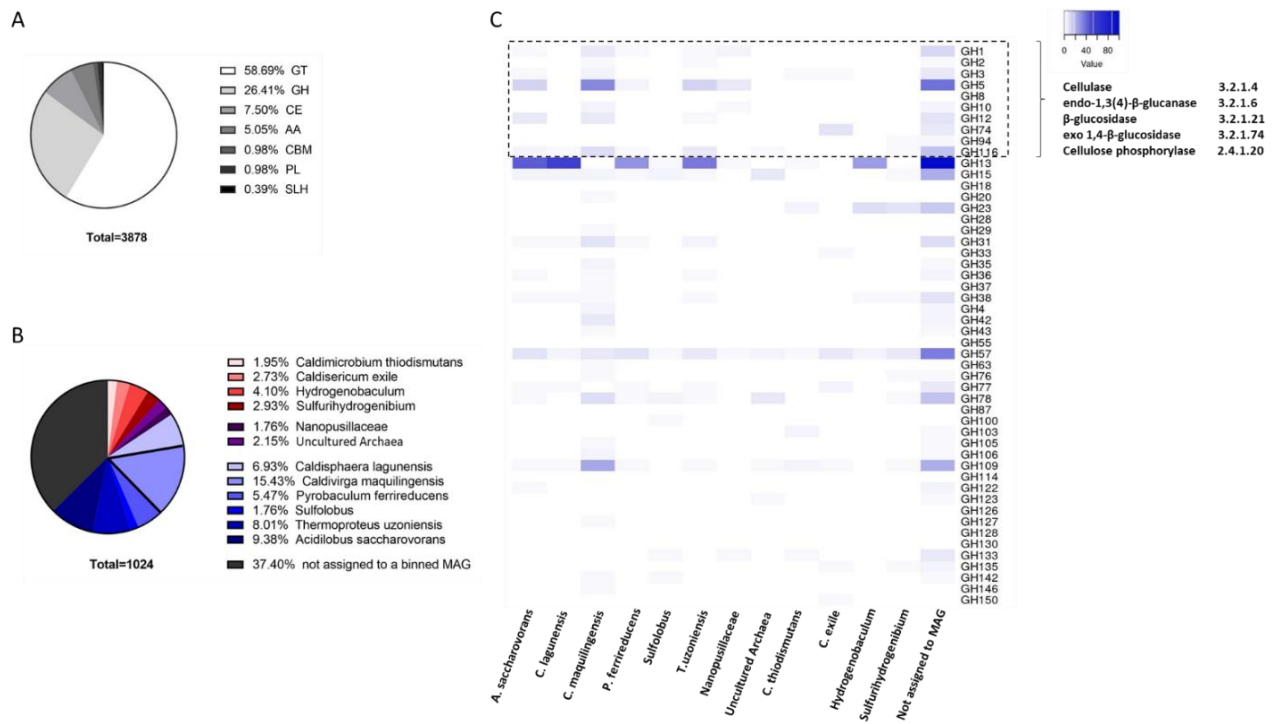 A
58.69% GT
26.41% GH
7.50% CE
5.05% AA
0.98% CBM
0.98% PL
0.39% SLH
Total=3878
B
1.95% Caldimicrobium thiodismutans
2.73% Caldisericum exile
4.10% Hydrogenobaculum
2.93% Sulfurihydrogenibium
1.76% Nanopusillaceae
2.15% Uncultured Archaea
6.93% Caldisphaera lagunensis
15.43% Caldivirga maquilingensis
5.47% Pyrobaculum ferrireducens
1.76% Sulfolobus
8.01% Thermoproteus uzoniensis
9.38% Acidilobus saccharovorans
37.40% not assigned to a binned MAG
Total=1024
C
0 40 80
Value
Cellulase 3.2.1.4
endo-1,3(4)-β-glucanase 3.2.1.6
β-glucosidase 3.2.1.21
exo 1,4-β-glucosidase 3.2.1.74
Cellulose phosphorylase 2.4.1.20
GH1
GH2
GH3
GH5
GH8
GH10
GH12
GH74
GH94
GH116
GH13
GH15
GH18
GH20
GH23
GH28
GH29
GH31
GH33
GH35
GH36
GH37
GH38
GH4
GH42
GH43
GH55
GH57
GH63
GH76
GH77
GH78
GH87
GH100
GH103
GH105
GH106
GH109
GH114
GH122
GH123
GH126
GH127
GH128
GH130
GH133
GH135
GH142
GH146
GH150
A. saccharovorans
C. lagunensis
C. maquilingensis
P. ferrireducens
Sulfolobus
T.uzoniensis
Nanopusillaceae
Uncultured Archaea
C. thiodismutans
C. exile
Hydrogenobaculum
Sulfurihydrogenibium
Not assigned to MAG